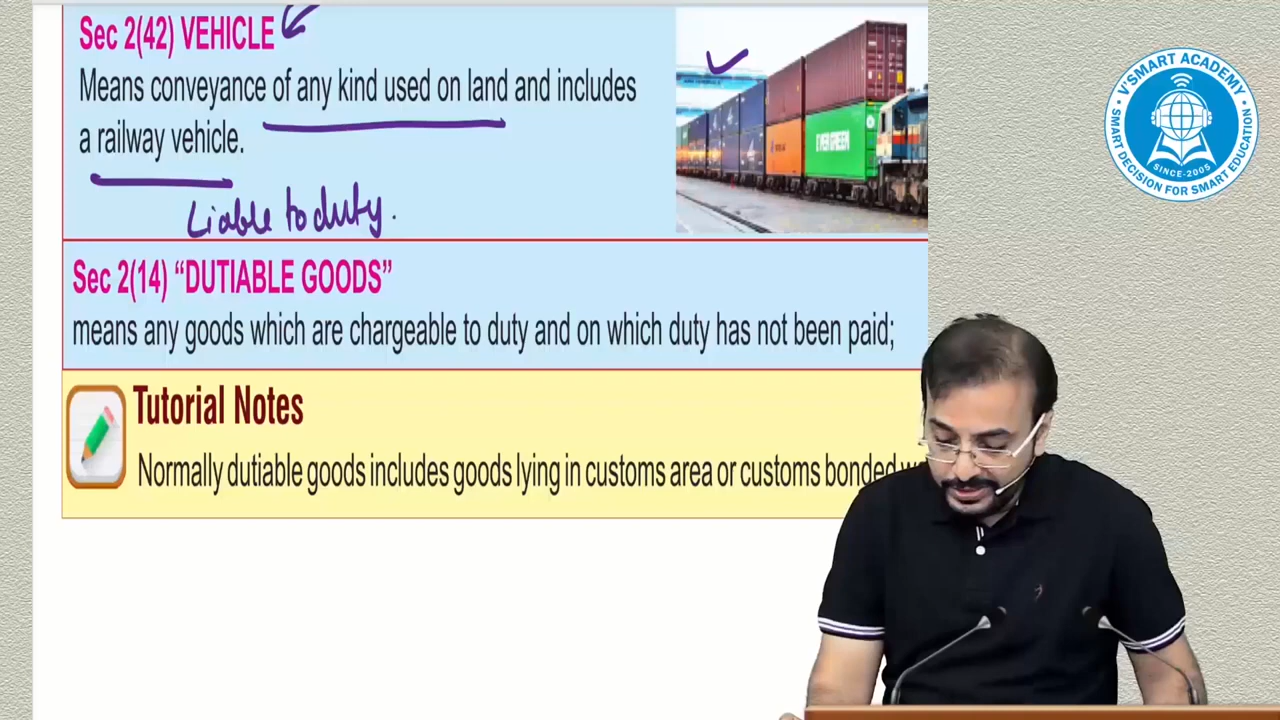 Sec 2(42) VEHICLE
Means conveyance of any kind used on land and includes
a railway vehicle.
Liable to duty.
Sec 2(14) “DUTIABLE GOODS”
means any goods which are chargeable to duty and on which duty has not been paid;
Tutorial Notes
Normally dutiable goods includes goods lying in customs area or customs bonded
EVERGREEN
V'SMART ACADEMY
SMART DECISION FOR SMART EDUCATION
SINCE-2005